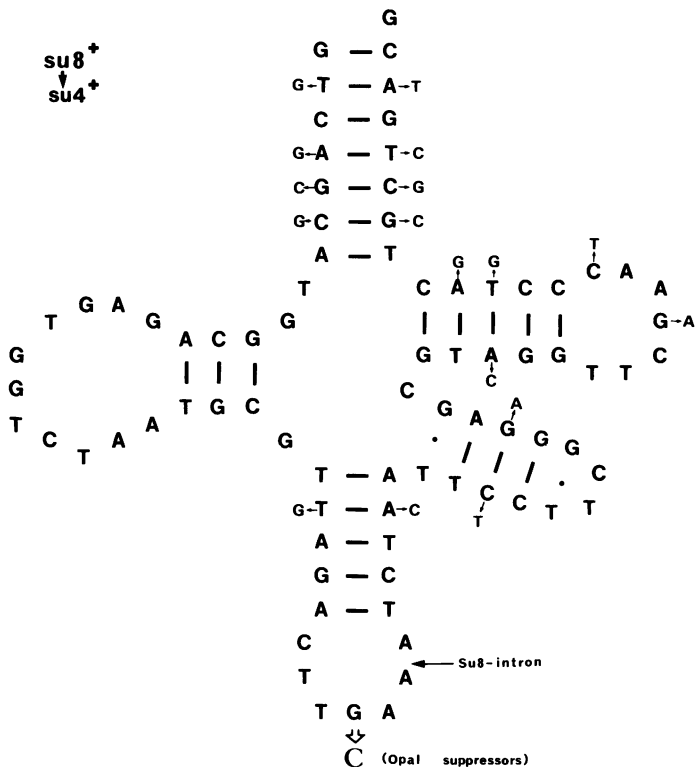 G
su8+
G — C
G←T — A→T
su4+
C — G
G←A — T→C
C←G — C→G
G←C — G→C
A — T
T
G G
T
C A A
T
C A T C C A
G A
T G G G
G→A
A C G
G
G T A G G C
T T
C
G
C
T G C
A
G A G G G C
T A
C T A G
T — A T T C C T T
T
G←T — A→C
A — T
G — C
A — T
C A
T A ← Su8-intron
T G A
C (Opal suppressors)